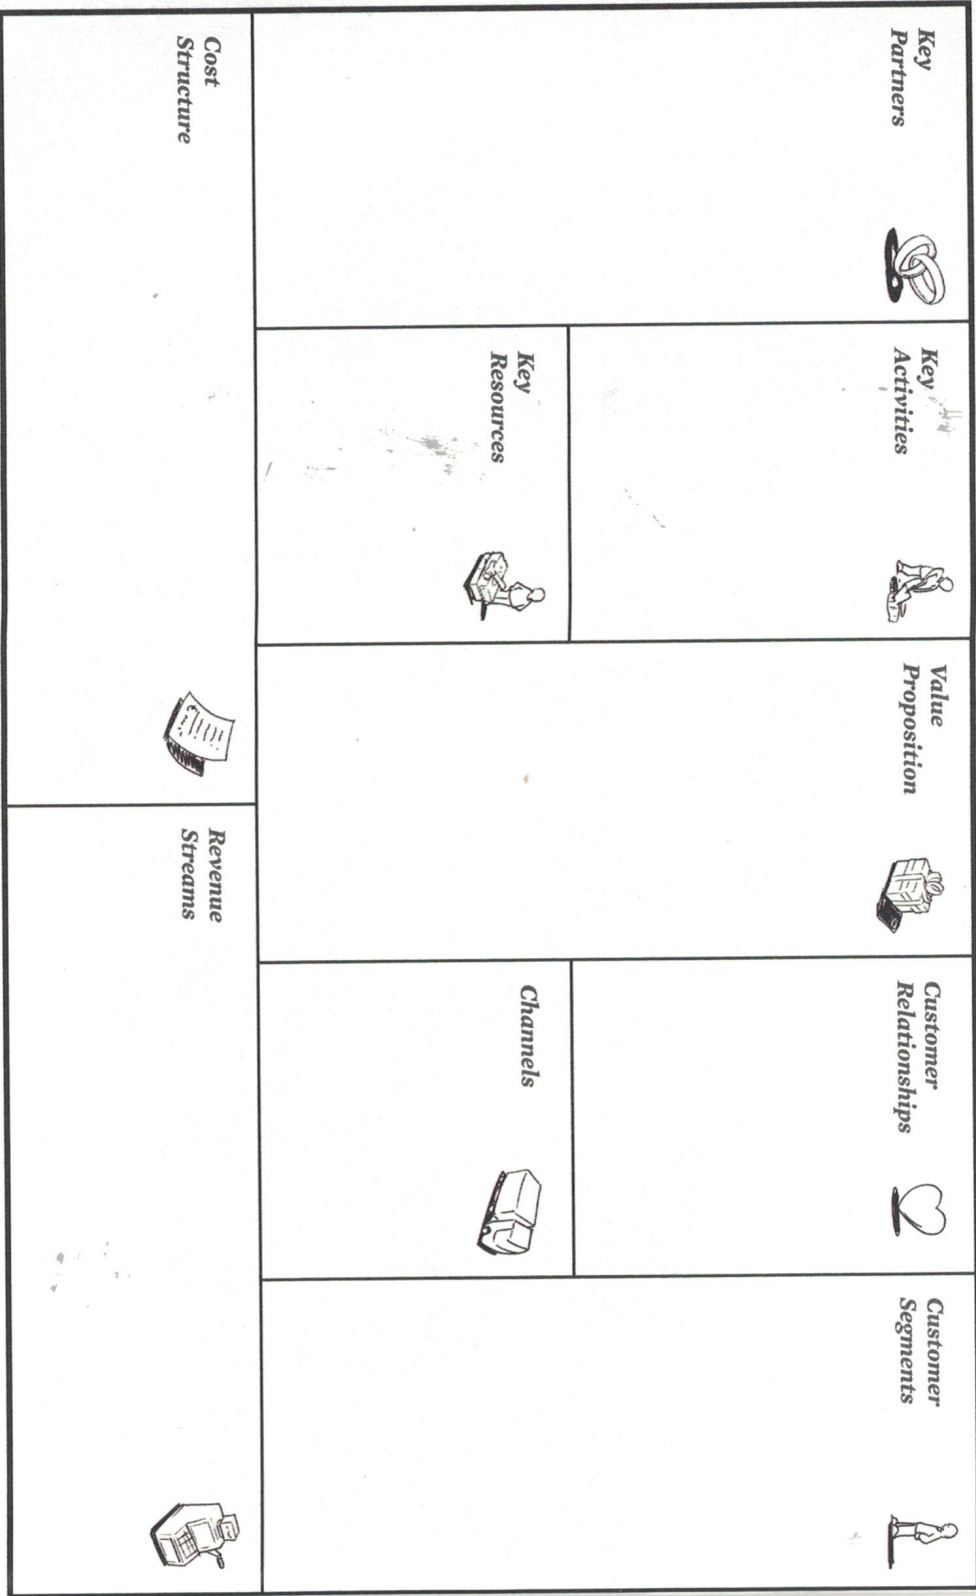 Key
Partners
Key
Activities
Key
Resources
Value
Proposition
Customer
Relationships
Channels
Customer
Segments
Cost
Structure
Revenue
Streams